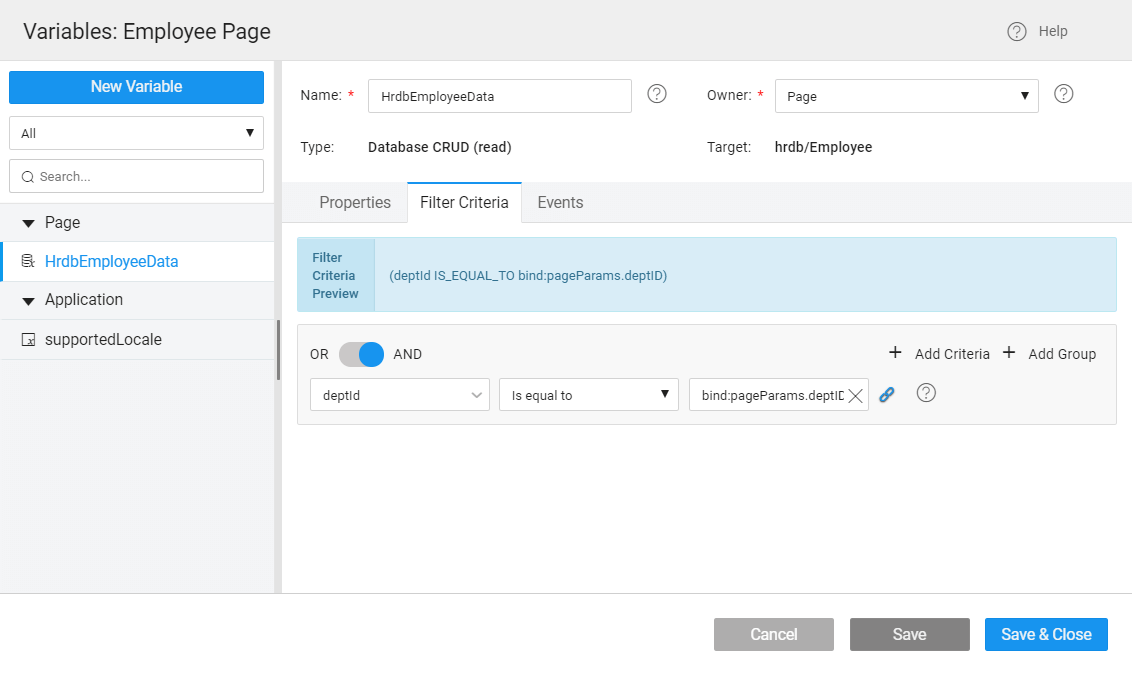 Variables: Employee Page
Help
New Variable
All
Search...
Page
HrdbEmployeeData
Application
supportedLocale
Name: *
HrdbEmployeeData
Owner: *
Page
Type:
Database CRUD (read)
Target:
hrdb/Employee
Properties
Filter Criteria
Events
Filter
Criteria
Preview
(deptId IS_EQUAL_TO bind:pageParams.deptID)
OR
AND
+ Add Criteria
+ Add Group
deptId
Is equal to
bind:pageParams.deptID
Cancel
Save
Save & Close